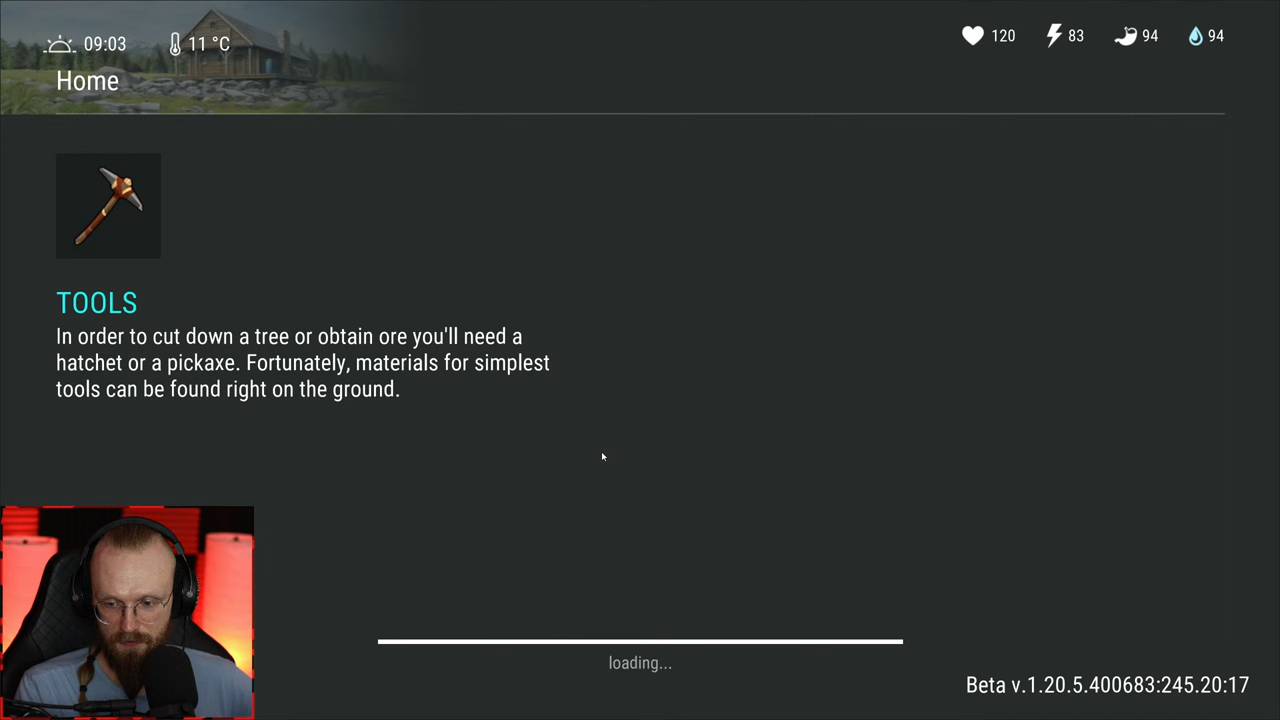 09:03 11 °C 120 83 94 94
Home
TOOLS
In order to cut down a tree or obtain ore you'll need a
hatchet or a pickaxe. Fortunately, materials for simplest
tools can be found right on the ground.
loading...
Beta v.1.20.5.400683:245.20:17